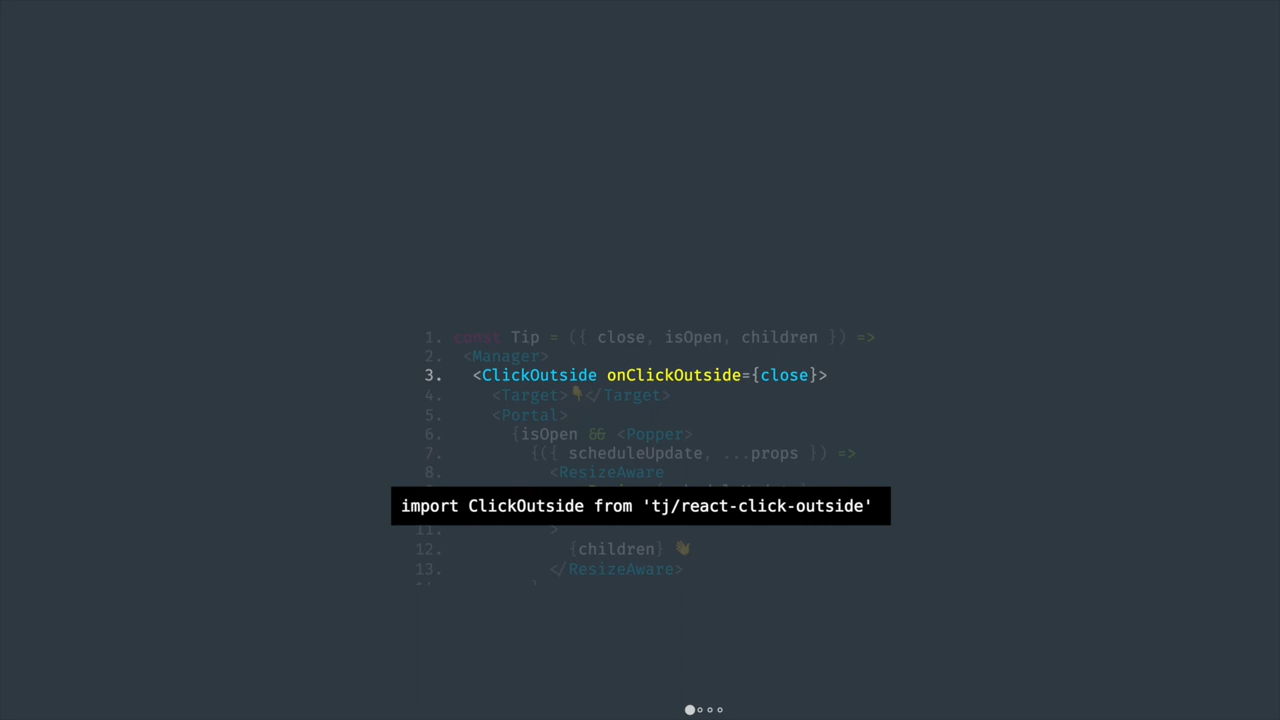 1. const Tip = ({ close, isOpen, children }) =>
2. <Manager>
3. <ClickOutside onClickOutside={close}>
4. <Target>👇</Target>
5. <Portal>
6. {isOpen && <Popper>
7. {({ scheduleUpdate, ...props }) =>
8. <ResizeAware
import ClickOutside from 'tj/react-click-outside'
11. >
12. {children} 👋
13. </ResizeAware>